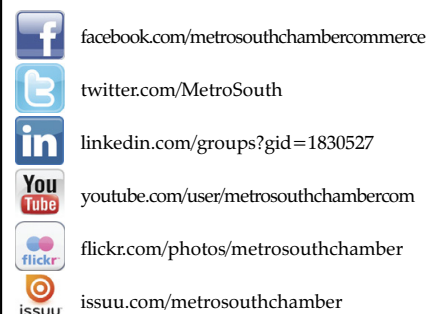 f facebook.com/metrosouthchambercommerce
t twitter.com/MetroSouth
in linkedin.com/groups?gid=1830527
You
Tube youtube.com/user/metrosouthchambercom
flickr flickr.com/photos/metrosouthchamber
issuu issuu.com/metrosouthchamber